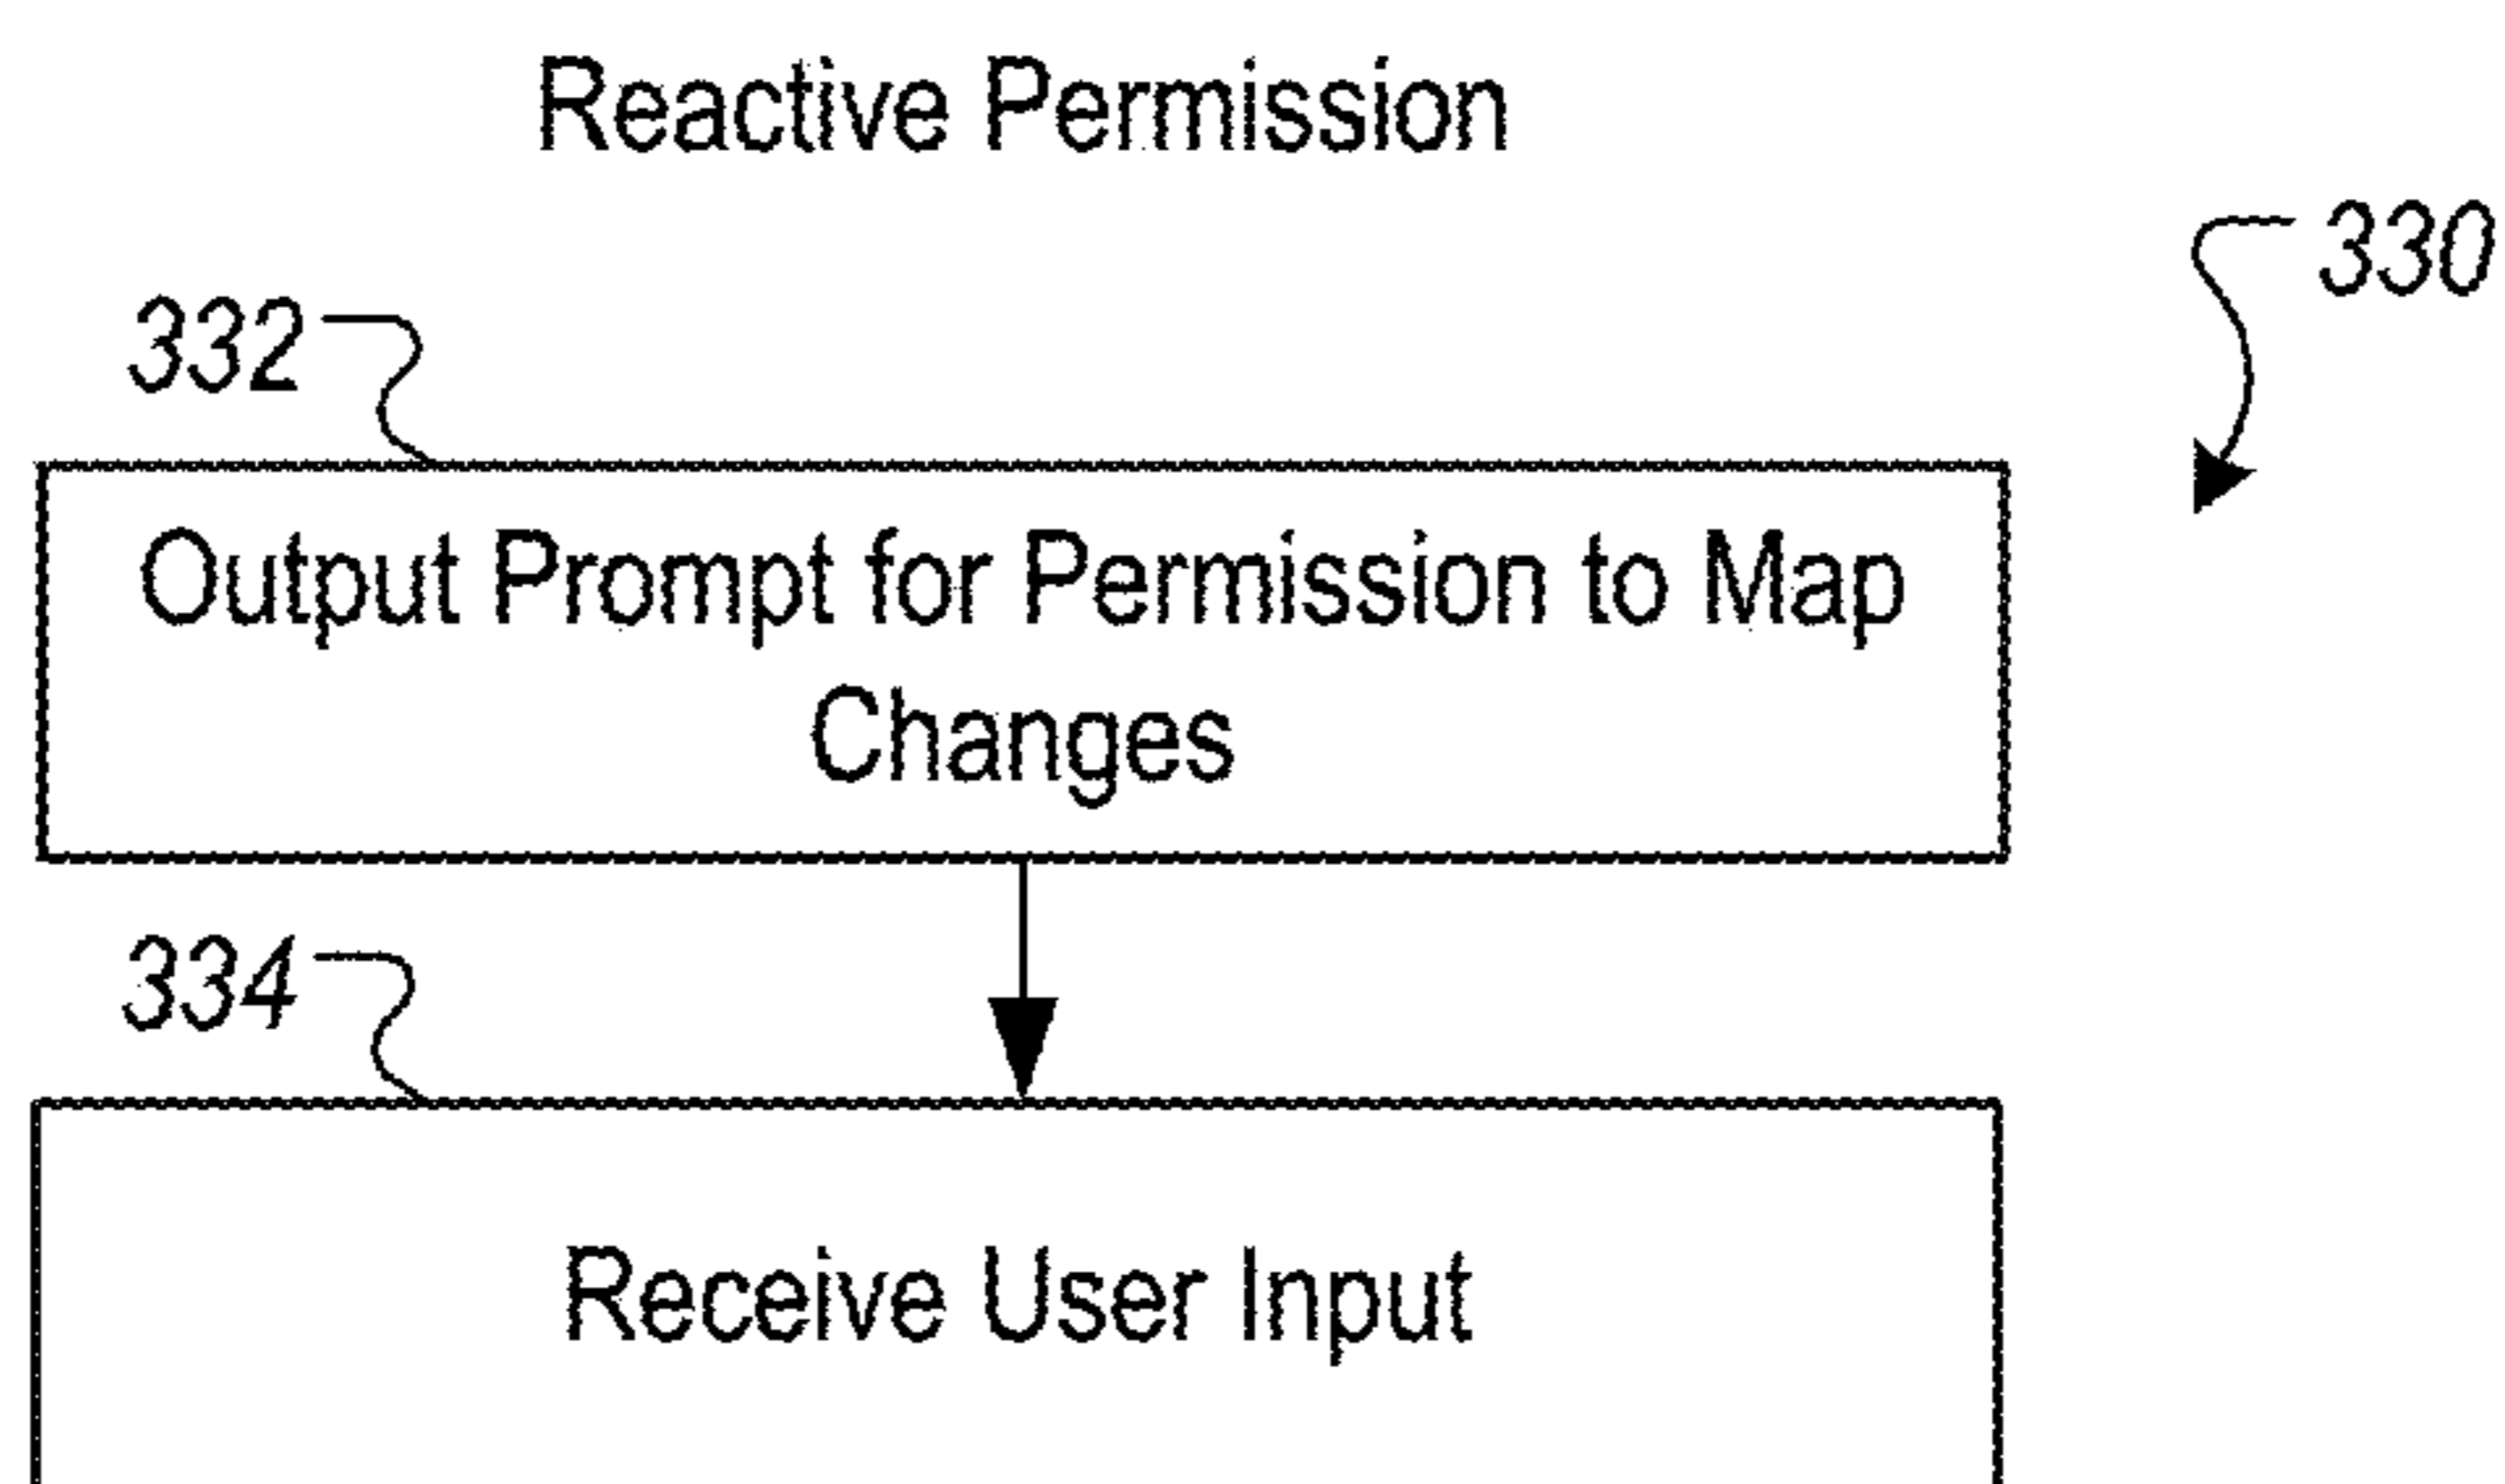 Reactive Permission
330
332
Output Prompt for Permission to Map
Changes
334
Receive User Input